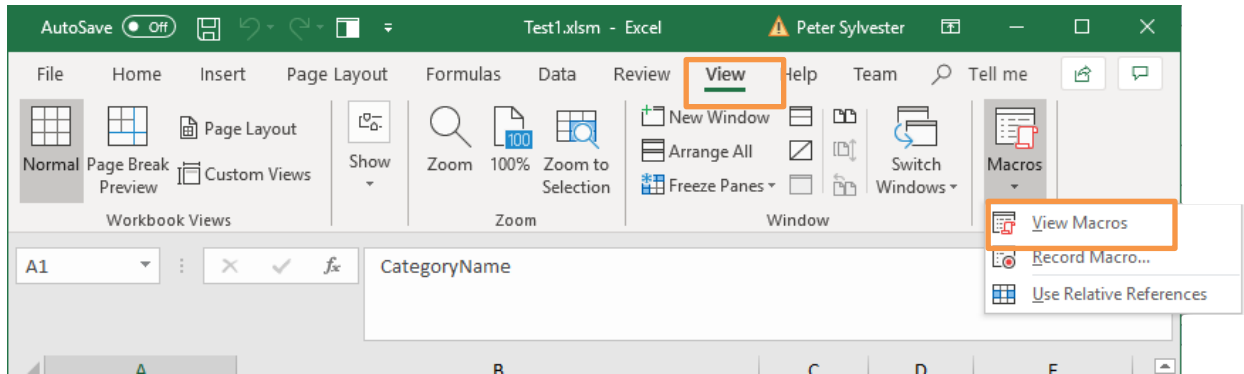 AutoSave Off Test1.xlsm - Excel Peter Sylvester
File Home Insert Page Layout Formulas Data Review View Help Team Tell me
Normal
Page Break
Preview
Page Layout
Custom Views
Workbook Views
Show
Zoom
100
100%
Zoom to
Selection
Zoom
New Window
Arrange All
Freeze Panes
Switch
Windows
Window
Macros
View Macros
Record Macro...
Use Relative References
A1 fx CategoryName
A B C D E